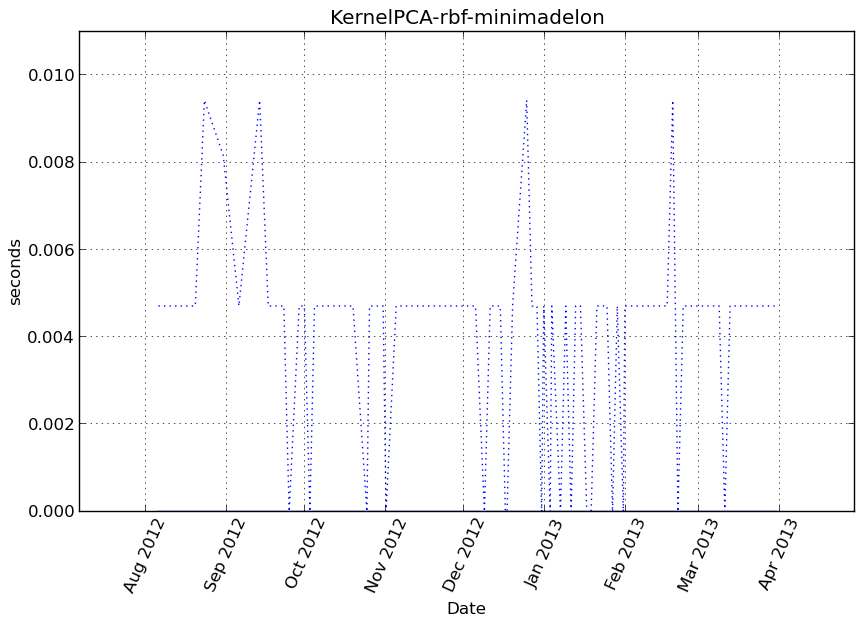 KernelPCA-rbf-minimadelon
0.010
0.008
0.006
0.004
0.002
0.000
seconds
Aug 2012
Sep 2012
Oct 2012
Nov 2012
Dec 2012
Jan 2013
Feb 2013
Mar 2013
Apr 2013
Date